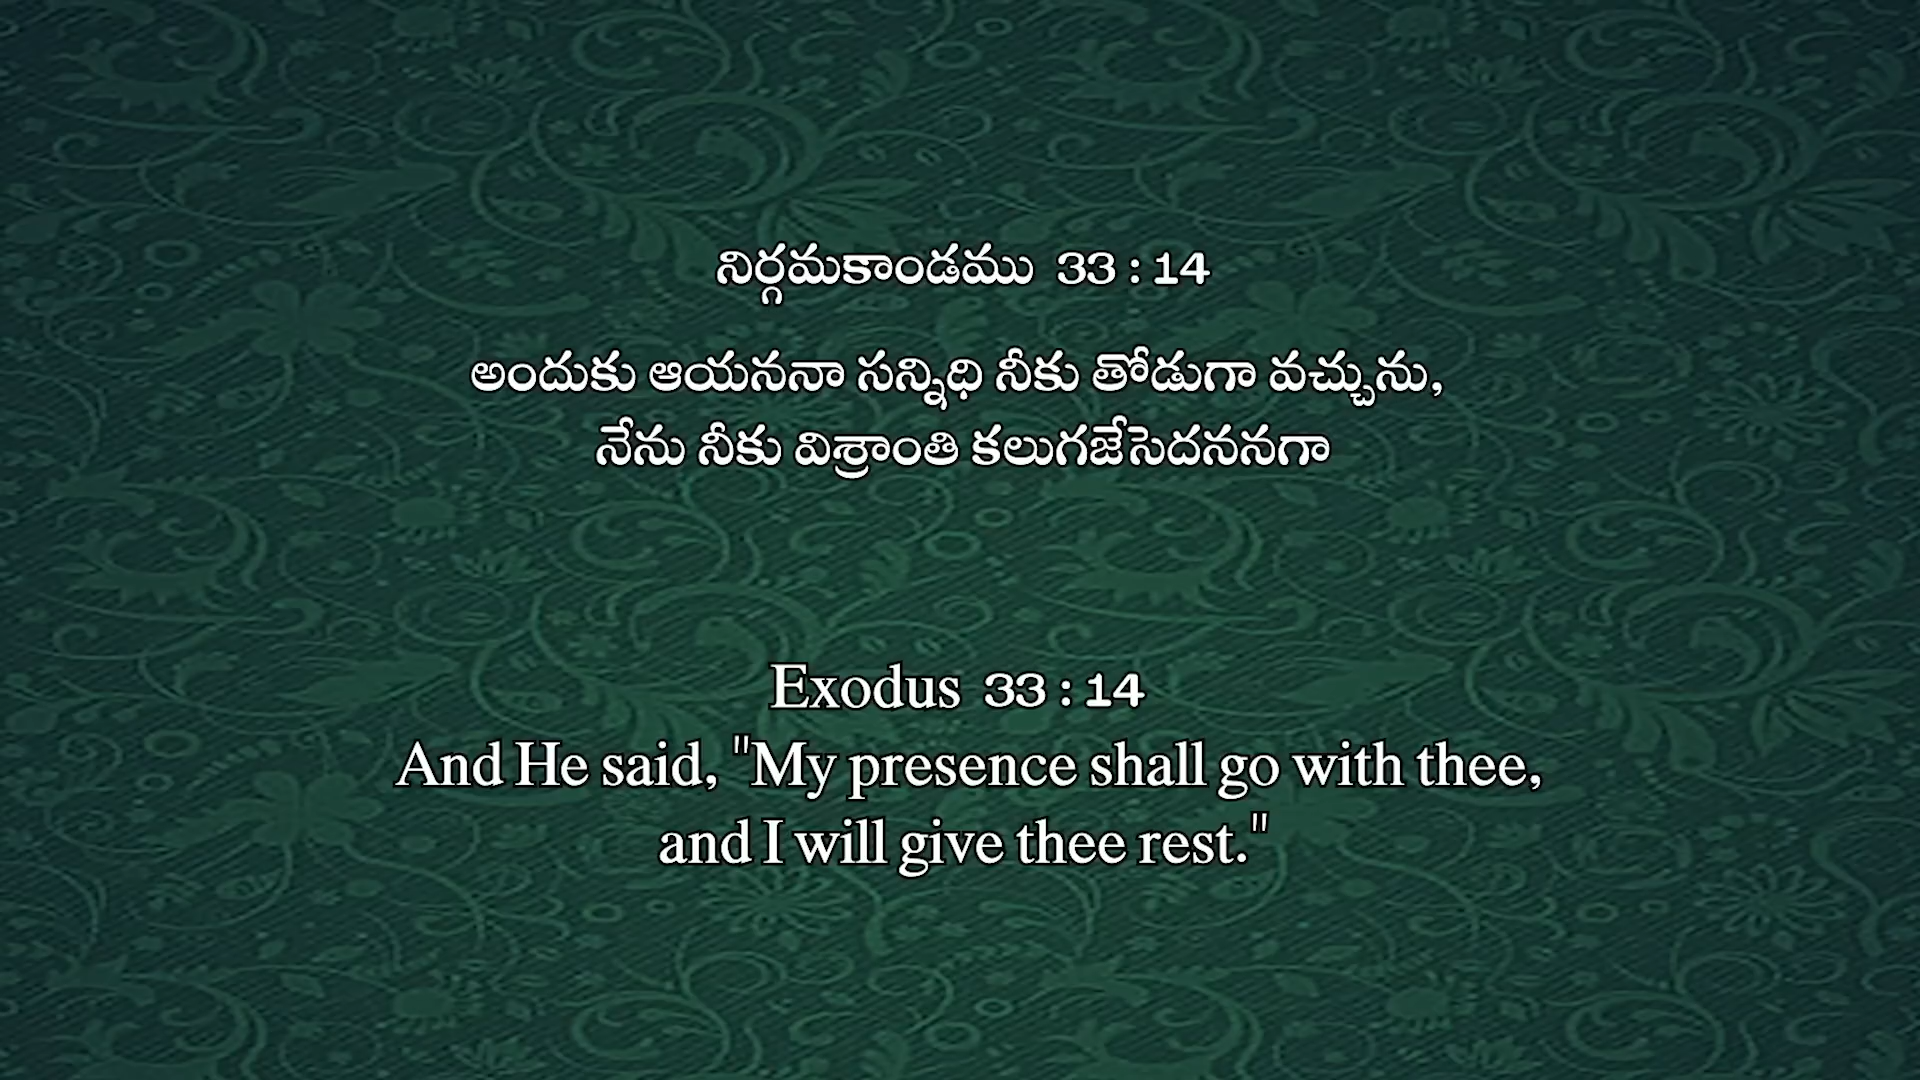 నిర్గమకాండము 33 : 14
అందుకు ఆయననా సన్నిధి నీకు తోడుగా వచ్చును,
నేను నీకు విశ్రాంతి కలుగజేసెదననగా
Exodus 33 : 14
And He said, "My presence shall go with thee,
and I will give thee rest."